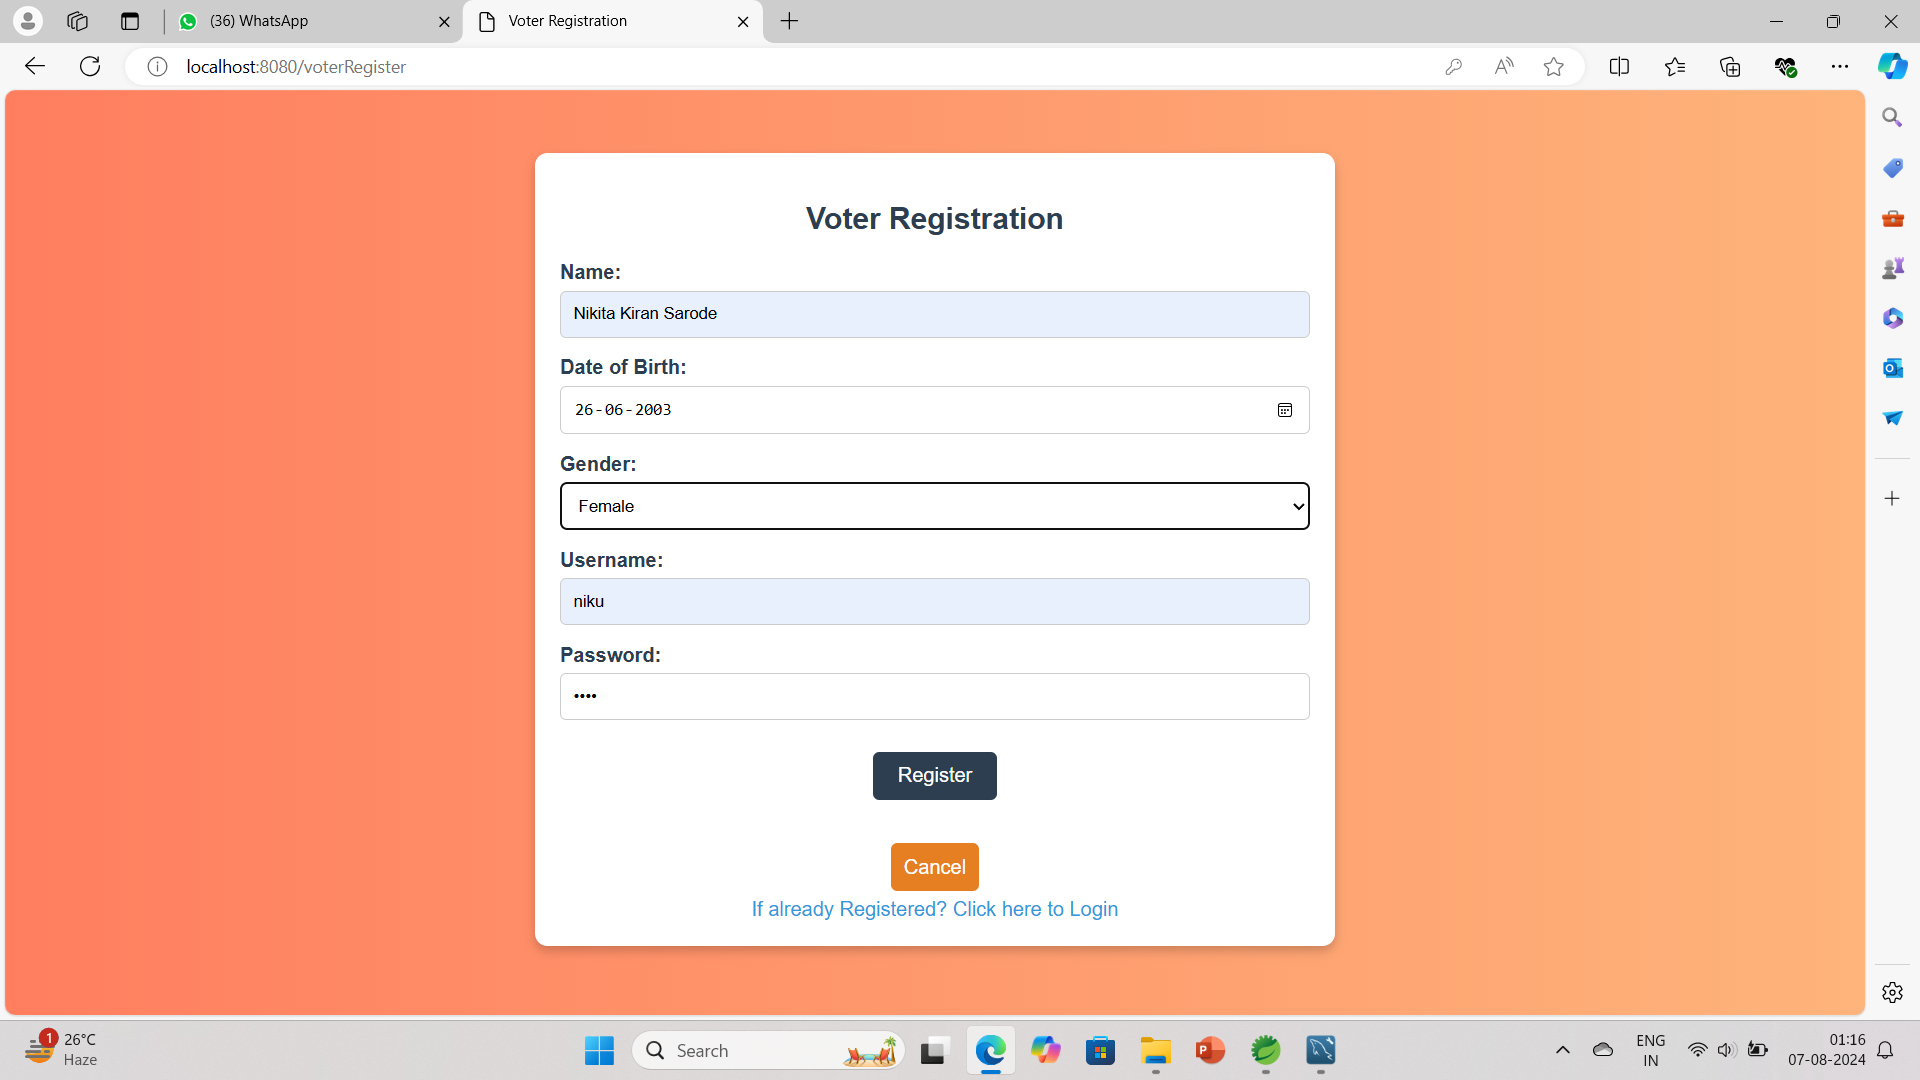 (36) WhatsApp
Voter Registration
localhost:8080/voterRegister
Voter Registration
Name:
Nikita Kiran Sarode
Date of Birth:
26-06-2003
Gender:
Female
Username:
niku
Password:
••••
Register
Cancel
If already Registered? Click here to Login
1
26°C
Haze
Search
ENG
IN
01:16
07-08-2024